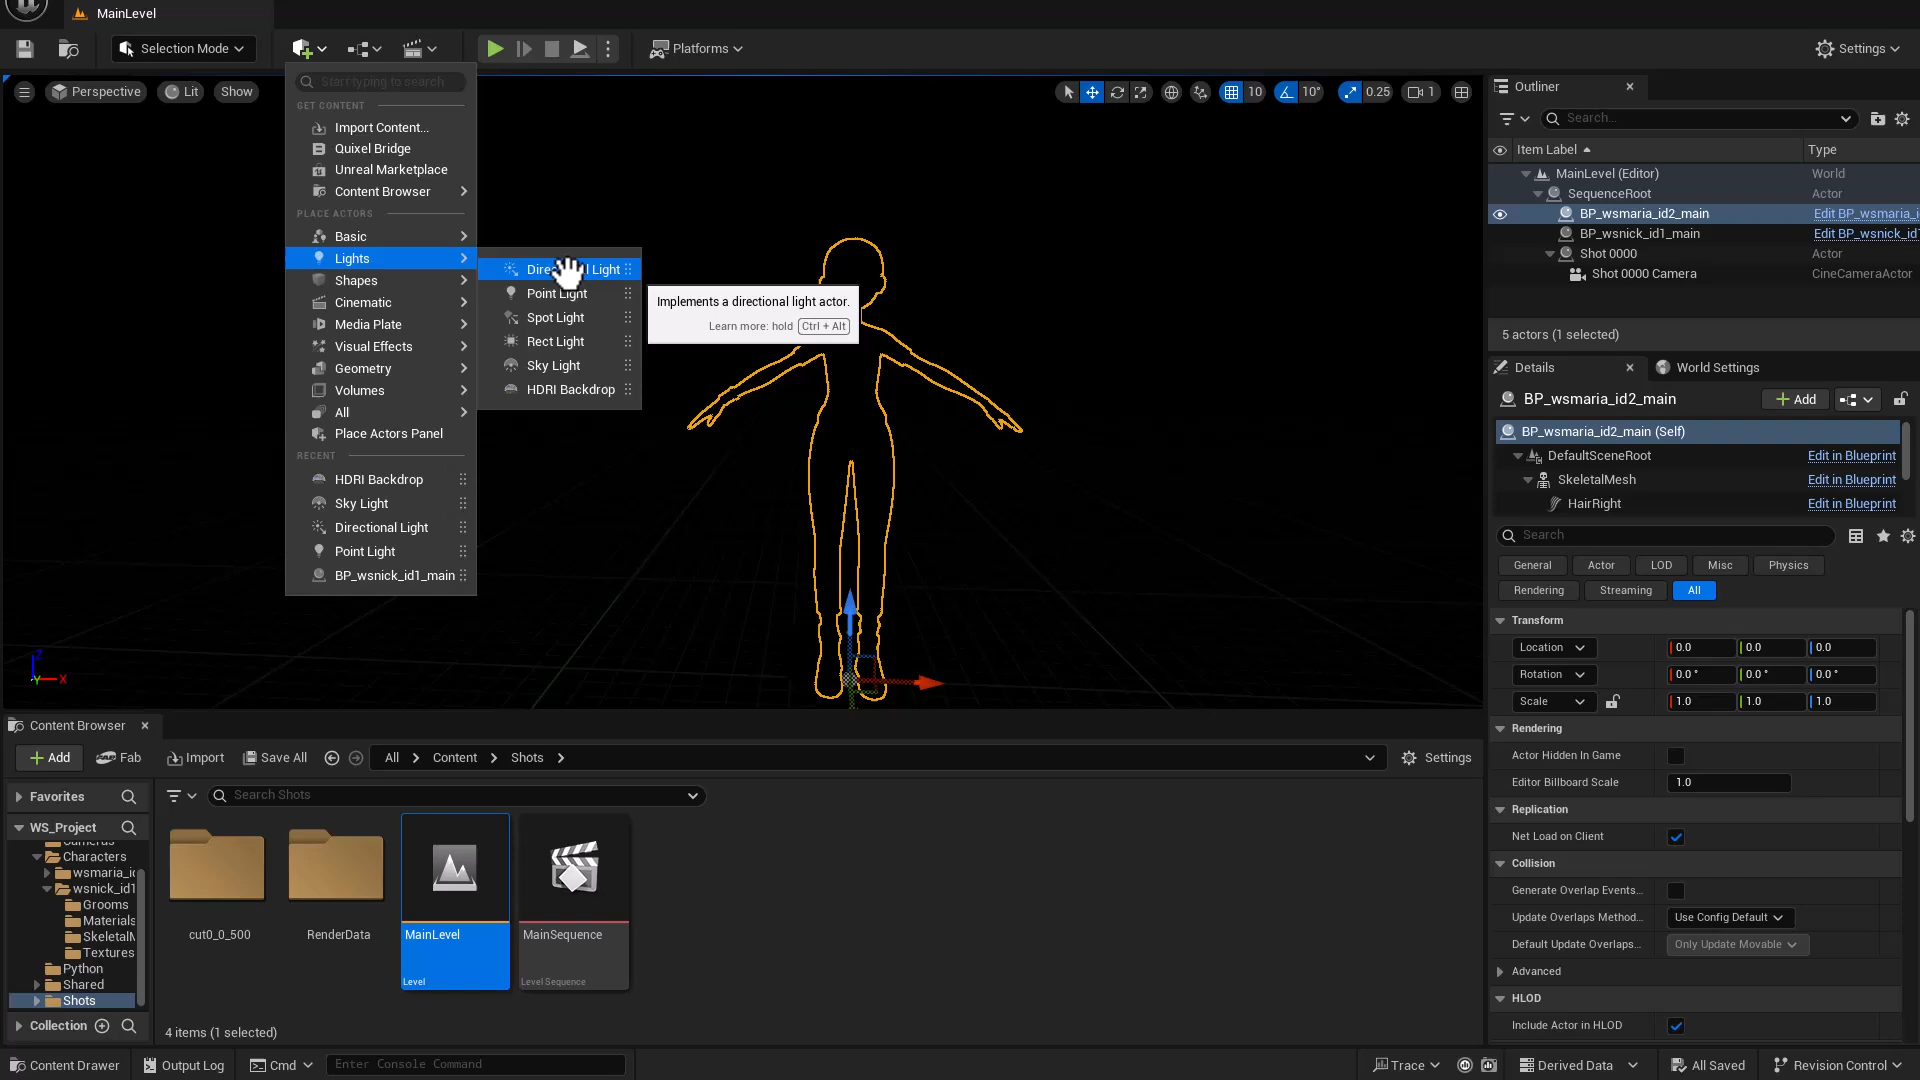 MainLevel
Selection Mode
Platforms
Settings
Perspective
Lit
Show
10
10°
0.25
1
Start typing to search
GET CONTENT
Import Content...
Quixel Bridge
Unreal Marketplace
Content Browser
PLACE ACTORS
Basic
Lights
Shapes
Cinematic
Media Plate
Visual Effects
Geometry
Volumes
All
Place Actors Panel
RECENT
HDRI Backdrop
Sky Light
Directional Light
Point Light
BP_wsnick_id1_main
Light
Point Light
Spot Light
Rect Light
Sky Light
HDRI Backdrop
Implements a directional light actor.
Learn more: hold Ctrl + Alt
Z
Y X
Outliner
Search...
Item Label Type
MainLevel (Editor) World
SequenceRoot Actor
BP_wsmaria_id2_main Edit BP_wsmaria_i
BP_wsnick_id1_main Edit BP_wsnick_id1
Shot 0000 Actor
Shot 0000 Camera CineCameraActor
5 actors (1 selected)
Details
World Settings
BP_wsmaria_id2_main
Add
BP_wsmaria_id2_main (Self)
DefaultSceneRoot Edit in Blueprint
SkeletalMesh Edit in Blueprint
HairRight Edit in Blueprint
Search
General Actor LOD Misc Physics
Rendering Streaming All
Transform
Location 0.0 0.0 0.0
Rotation 0.0° 0.0° 0.0°
Scale 1.0 1.0 1.0
Rendering
Actor Hidden In Game
Editor Billboard Scale 1.0
Replication
Net Load on Client
Collision
Generate Overlap Events...
Update Overlaps Method... Use Config Default
Default Update Overlaps... Only Update Movable
Advanced
HLOD
Include Actor in HLOD
Content Browser
Add
Fab
Import
Save All
All
Content
Shots
Settings
Favorites
Search Shots
WS_Project
Characters
wsmaria_id
wsnick_id1
Grooms
Materials
SkeletalM
Textures
Python
Shared
Shots
Collection
cut0_0_500
RenderData
MainLevel
Level
MainSequence
Level Sequence
4 items (1 selected)
Content Drawer
Output Log
Cmd
Enter Console Command
Trace
Derived Data
All Saved
Revision Control